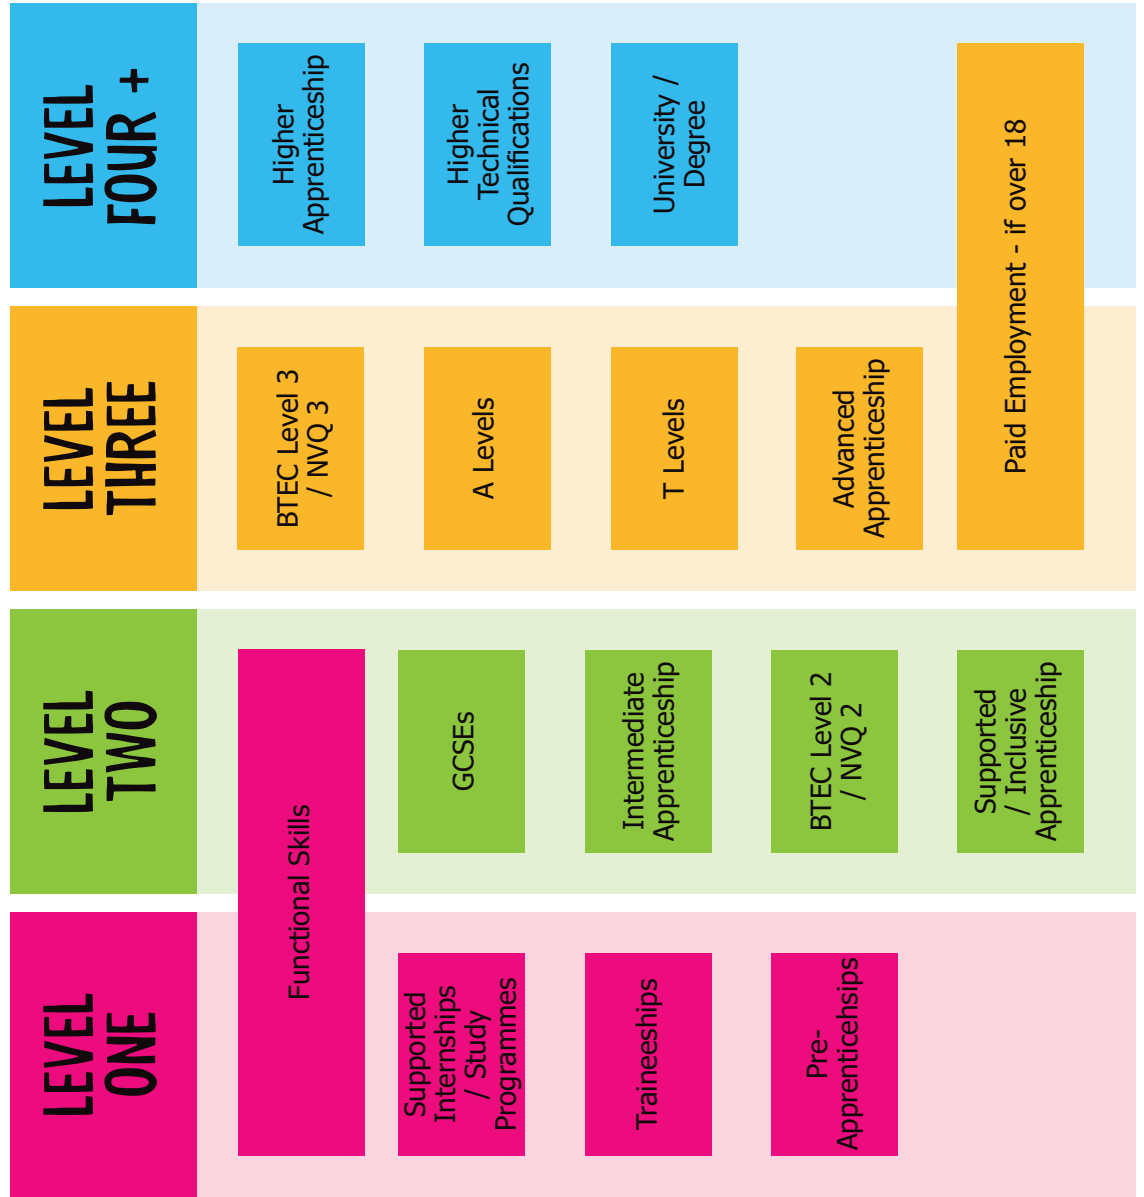 LEVEL
ONE
Functional Skills
Supported
Internships
/ Study
Programmes
Traineeships
Pre-
Apprenticehsips
LEVEL
TWO
GCSEs
Intermediate
Apprenticeship
BTEC Level 2
/ NVQ 2
Supported
/ Inclusive
Apprenticeship
LEVEL
THREE
BTEC Level 3
/ NVQ 3
A Levels
T Levels
Advanced
Apprenticeship
Paid Employment - if over 18
LEVEL
FOUR +
Higher
Apprenticeship
Higher
Technical
Qualifications
University /
Degree